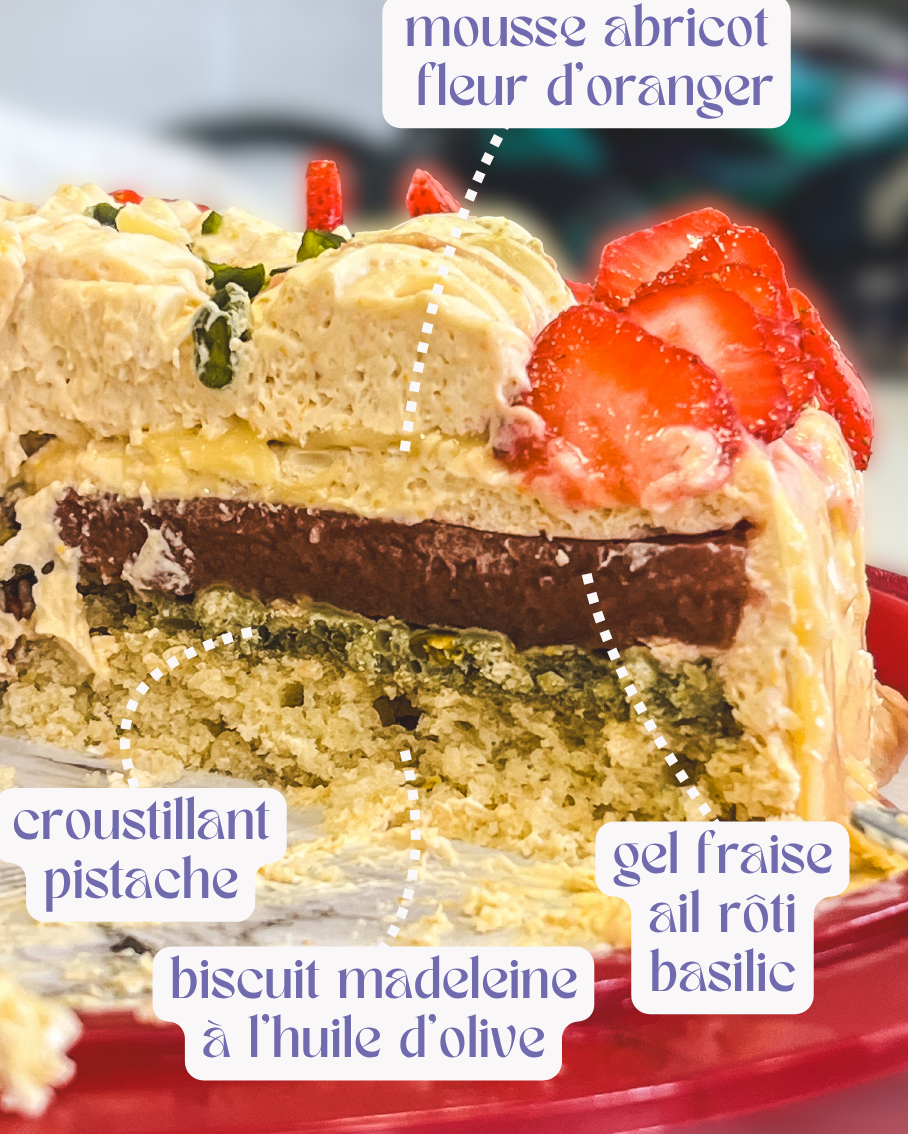 mousse abricot
fleur d'oranger
croustillant
pistache
gel fraise
ail rôti
basilic
biscuit madeleine
à l'huile d'olive